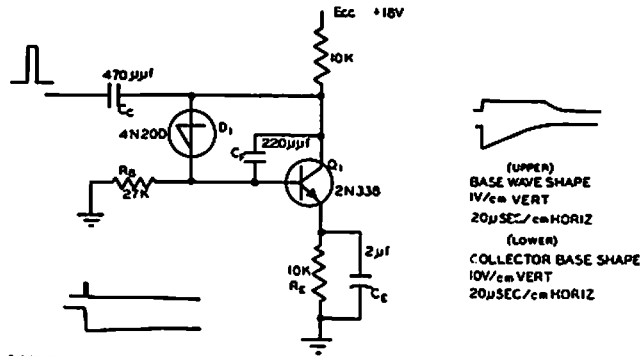 Ecc +18V
10K
470µµf
Cc
4N20D
D1
220µµf
CF
Q1
RB
27K
2N338
2µf
10K
RE
CE
(UPPER)
BASE WAVE SHAPE
1V/cm VERT
20µSEC/cm HORIZ
(LOWER)
COLLECTOR BASE SHAPE
10V/cm VERT
20µSEC/cm HORIZ